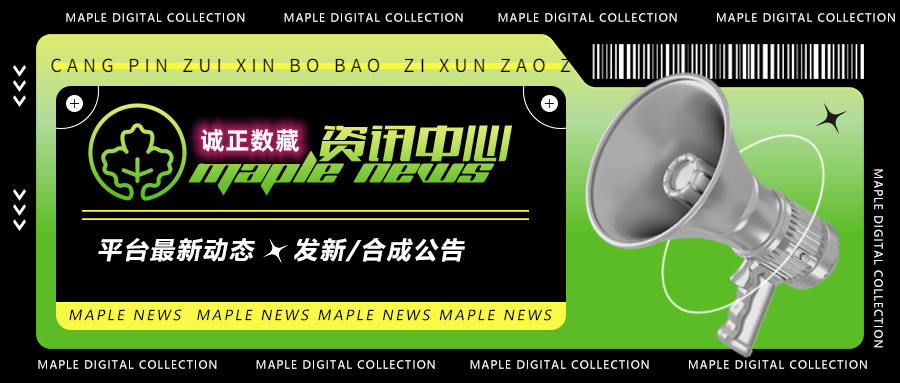 MAPLE DIGITAL COLLECTION MAPLE DIGITAL COLLECTION MAPLE DIGITAL COLLECTION MAPLE DIGITAL COLLECTION
CANG PIN ZUI XIN BO BAO ZI XUN ZAO Z
诚正数藏 资讯中心
maple news
平台最新动态 发新/合成公告
MAPLE NEWS MAPLE NEWS MAPLE NEWS MAPLE NEWS
MAPLE DIGITAL COLLECTION
MAPLE DIGITAL COLLECTION MAPLE DIGITAL COLLECTION MAPLE DIGITAL COLLECTION MAPLE DIGITAL COLLECTION